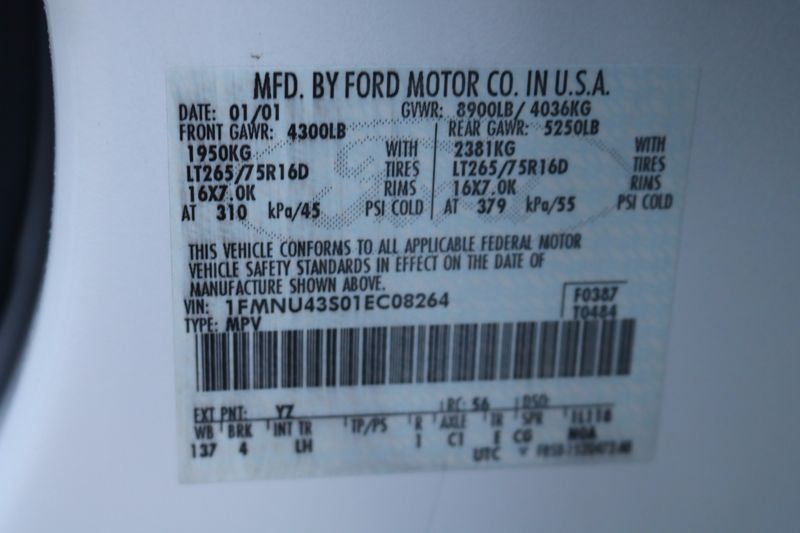 MFD. BY FORD MOTOR CO. IN U.S.A.
DATE: 01/01 GVWR: 8900LB/ 4036KG
FRONT GAWR: 4300LB REAR GAWR: 5250LB
1950KG WITH 2381KG WITH
LT265/75R16D TIRES LT265/75R16D TIRES
16X7.0K RIMS 16X7.0K RIMS
AT 310 kPa/45 PSI COLD AT 379 kPa/55 PSI COLD
THIS VEHICLE CONFORMS TO ALL APPLICABLE FEDERAL MOTOR
VEHICLE SAFETY STANDARDS IN EFFECT ON THE DATE OF
MANUFACTURE SHOWN ABOVE.
VIN: 1FMNU43S01EC08264 F0387
TYPE: MPV T0484
EXT PNT: YZ RC: 56 DSO:
WB BRK INT TR TP/PS R AXLE TR SPR 1L118
137 4 LH 1 C1 E CG
UTC